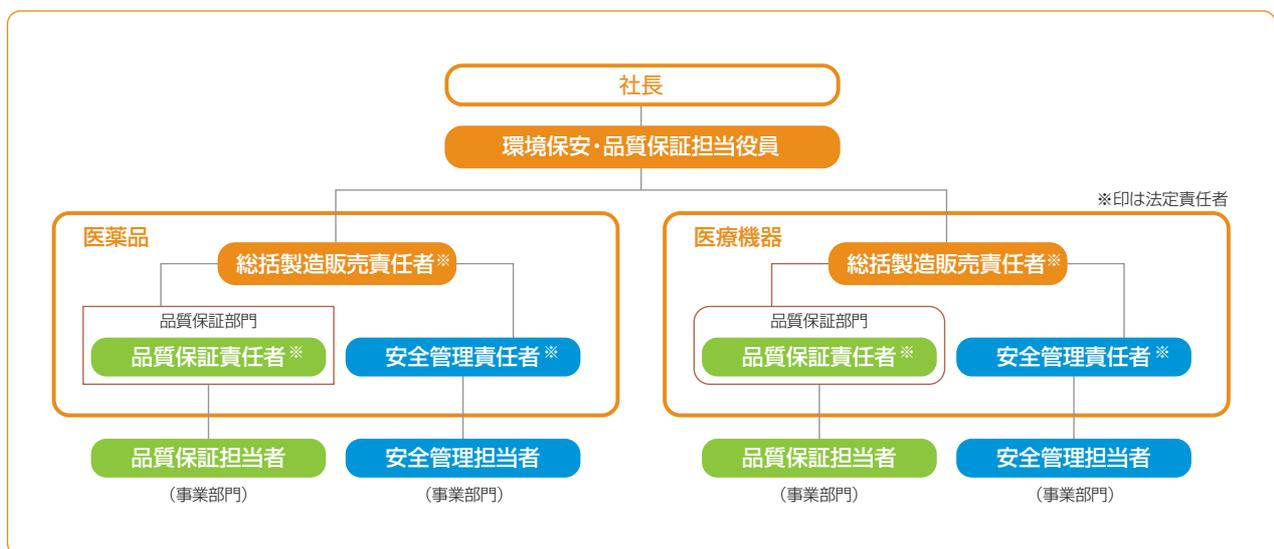 社長
環境保安・品質保証担当役員
※印は法定責任者
医薬品
総括製造販売責任者※
品質保証部門
品質保証責任者※
安全管理責任者※
品質保証担当者
(事業部門)
安全管理担当者
(事業部門)
医療機器
総括製造販売責任者※
品質保証部門
品質保証責任者※
安全管理責任者※
品質保証担当者
(事業部門)
安全管理担当者
(事業部門)